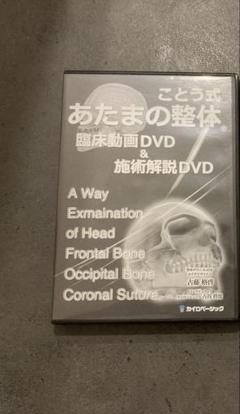 ことう式
あたまの整体
臨床動画DVD
&
施術解説DVD
A Way
Exmaination
of Head
Frontal Bone
Occipital Bone
Coronal Suture
カイロベーシック